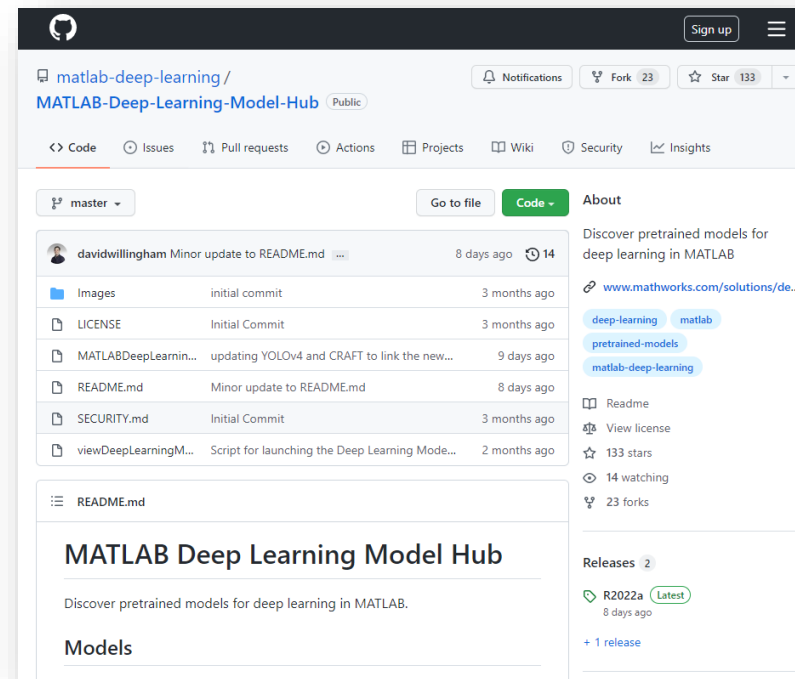 Sign up
matlab-deep-learning /
MATLAB-Deep-Learning-Model-Hub Public
Notifications Fork 23 Star 133
<> Code Issues Pull requests Actions Projects Wiki Security Insights
master Go to file Code
davidwillingham Minor update to README.md ... 8 days ago 14
Images initial commit 3 months ago
LICENSE Initial Commit 3 months ago
MATLABDeepLearnin... updating YOLOv4 and CRAFT to link the new... 9 days ago
README.md Minor update to README.md 8 days ago
SECURITY.md Initial Commit 3 months ago
viewDeepLearningM... Script for launching the Deep Learning Mode... 2 months ago
README.md
MATLAB Deep Learning Model Hub
Discover pretrained models for deep learning in MATLAB.
Models
About
Discover pretrained models for
deep learning in MATLAB
www.mathworks.com/solutions/de...
deep-learning matlab
pretrained-models
matlab-deep-learning
Readme
View license
133 stars
14 watching
23 forks
Releases 2
R2022a Latest
8 days ago
+ 1 release